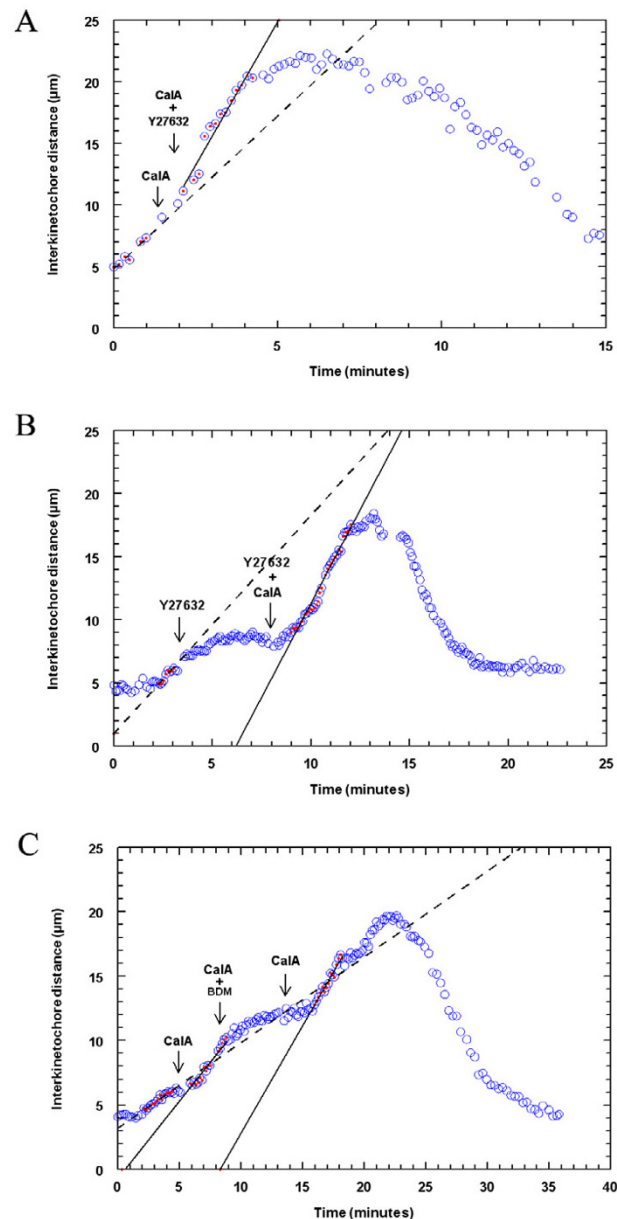 A
25
20
15
10
5
0
Interkinetochore distance (µm)
CalA
+
Y27632
CalA
0 5 10 15
Time (minutes)
B
25
20
15
10
5
0
Interkinetochore distance (µm)
Y27632
+
CalA
Y27632
0 5 10 15 20 25
Time (minutes)
C
25
20
15
10
5
0
Interkinetochore distance (µm)
CalA
+
BDM
CalA
CalA
0 5 10 15 20 25 30 35 40
Time (minutes)